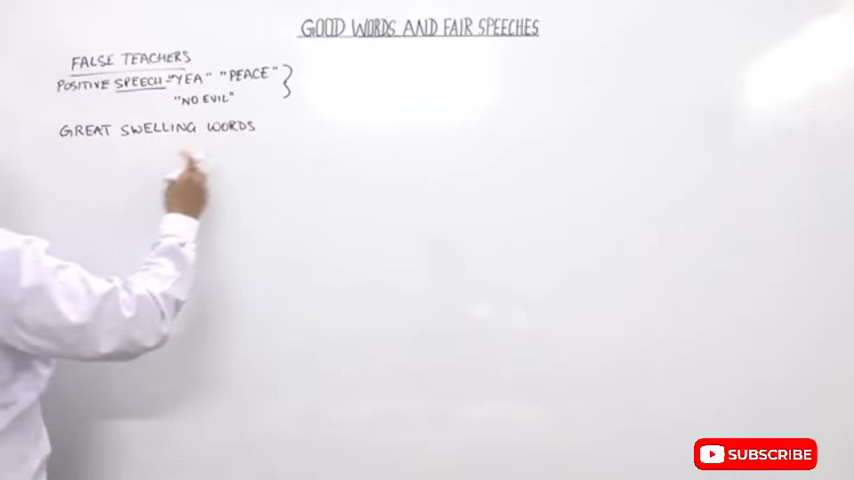 GOOD WORDS AND FAIR SPEECHES
FALSE TEACHERS
POSITIVE SPEECH - "YEA" "PEACE"
"NO EVIL"
GREAT SWELLING WORDS
SUBSCRIBE